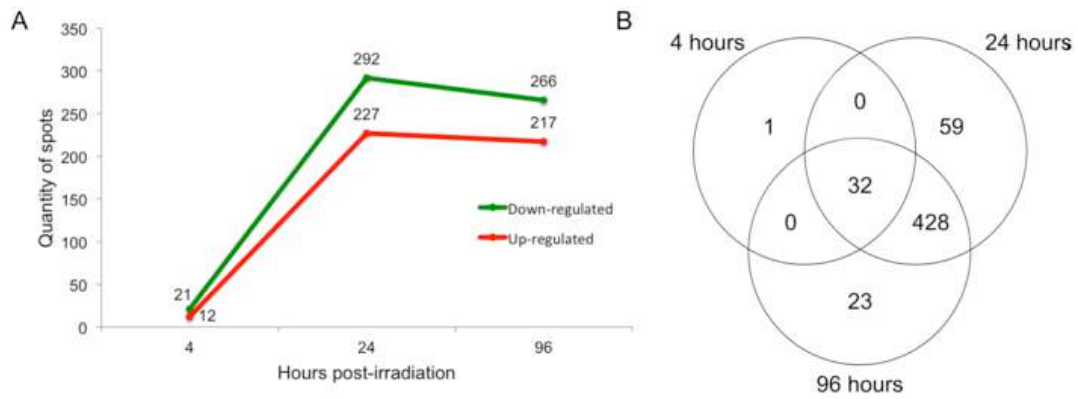 A
350
300
250
200
150
100
50
0
Quantity of spots
292
266
227
217
21
12
Down-regulated
Up-regulated
4
24
96
Hours post-irradiation
B
4 hours
24 hours
0
1
59
32
0
428
23
96 hours